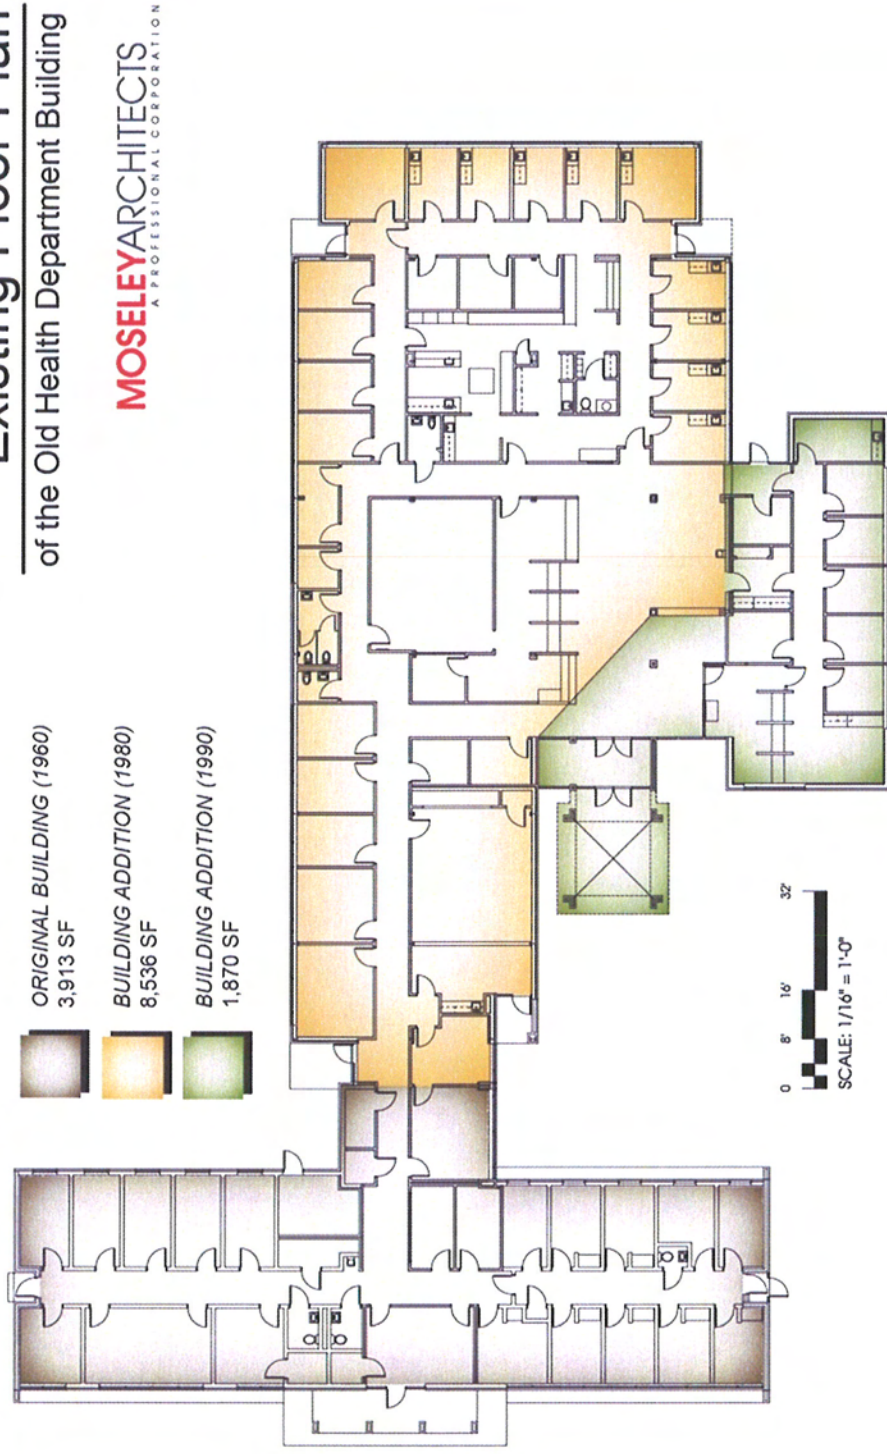 Existing Floor Plan
of the Old Health Department Building
MOSELEYARCHITECTS
A PROFESSIONAL CORPORATION
ORIGINAL BUILDING (1960)
3,913 SF
BUILDING ADDITION (1980)
8,536 SF
BUILDING ADDITION (1990)
1,870 SF
0 8' 16' 32'
SCALE: 1/16" = 1'-0"